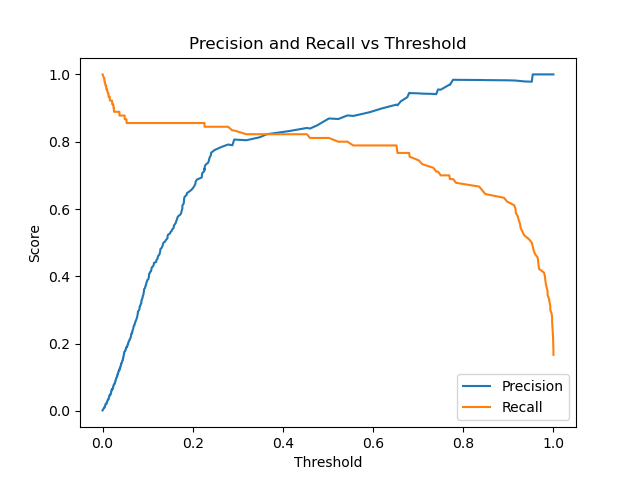 Precision and Recall vs Threshold
1.0
0.8
0.6
0.4
0.2
0.0
Score
0.0 0.2 0.4 0.6 0.8 1.0
Threshold
Precision
Recall